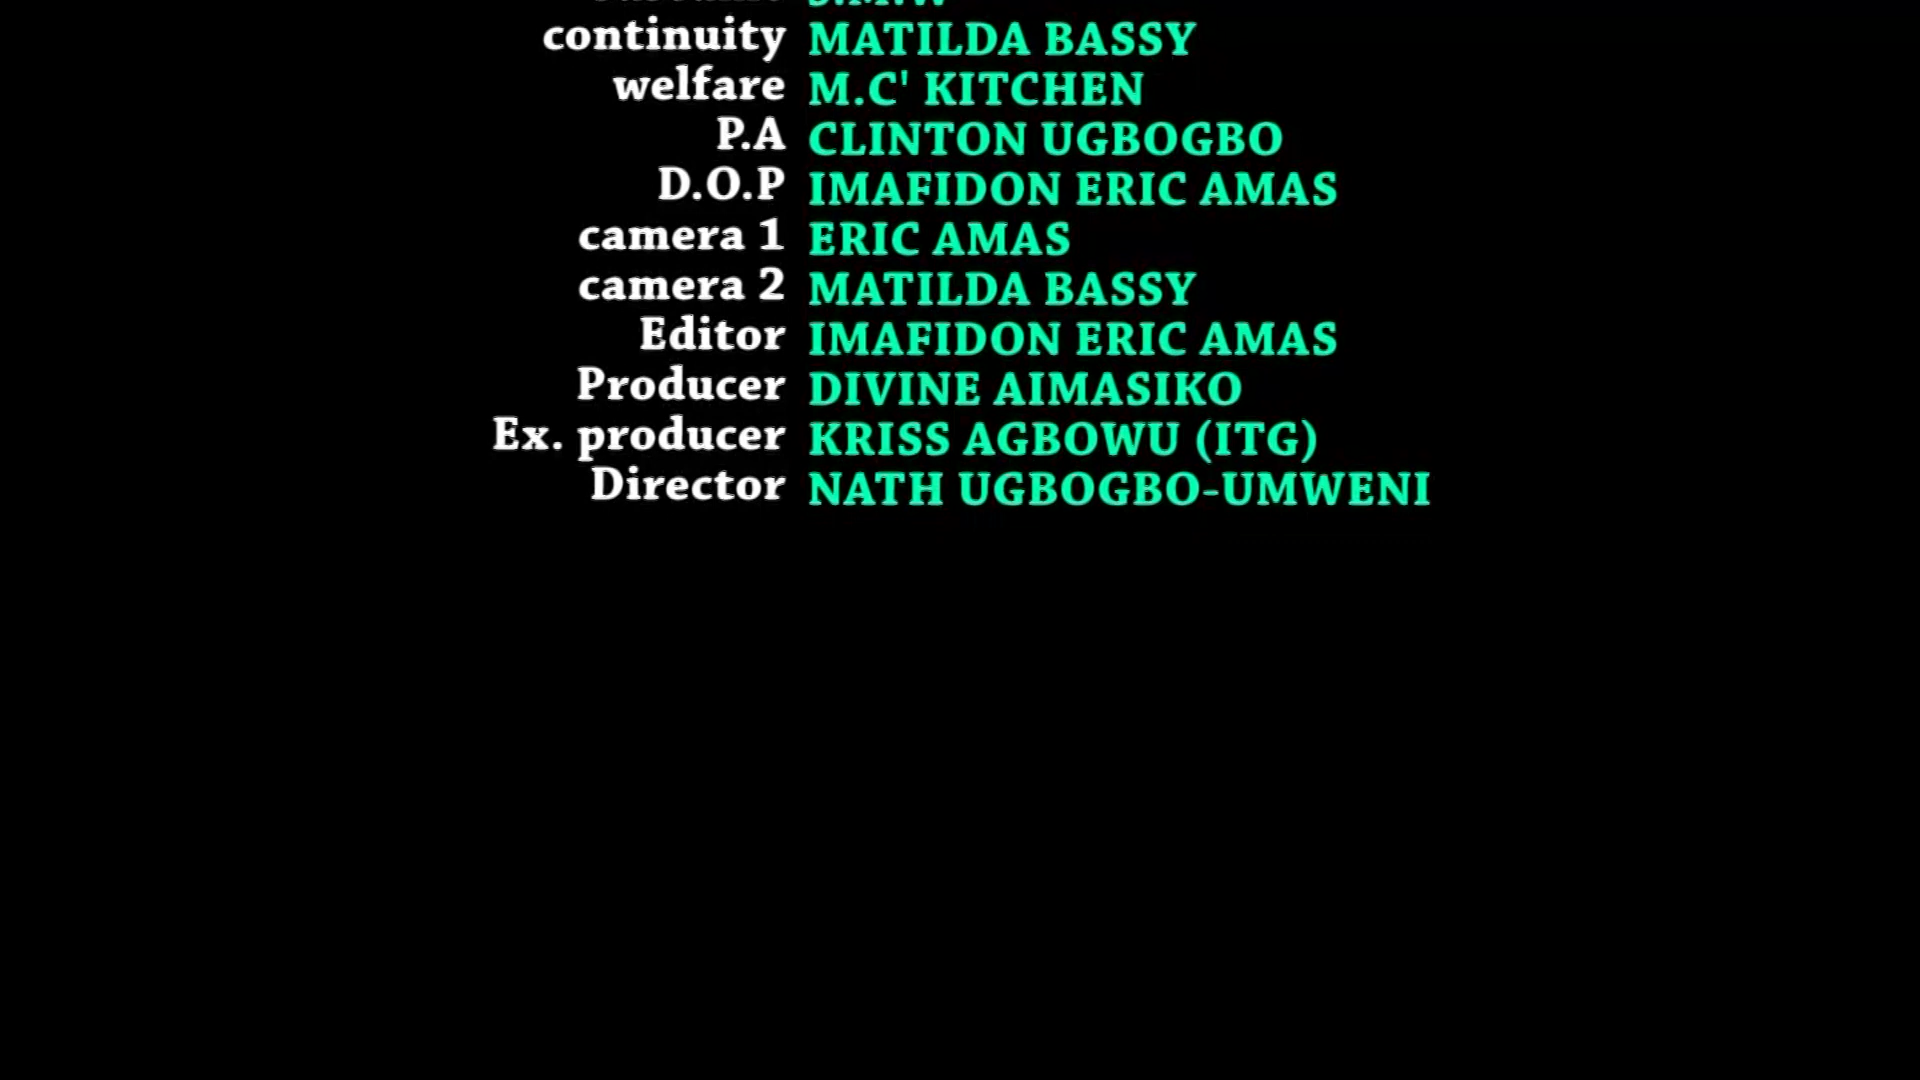 continuity MATILDA BASSY
welfare M.C' KITCHEN
P.A CLINTON UGBOGBO
D.O.P IMAFIDON ERIC AMAS
camera 1 ERIC AMAS
camera 2 MATILDA BASSY
Editor IMAFIDON ERIC AMAS
Producer DIVINE AIMASIKO
Ex. producer KRISS AGBOWU (ITG)
Director NATH UGBOGBO-UMWENI